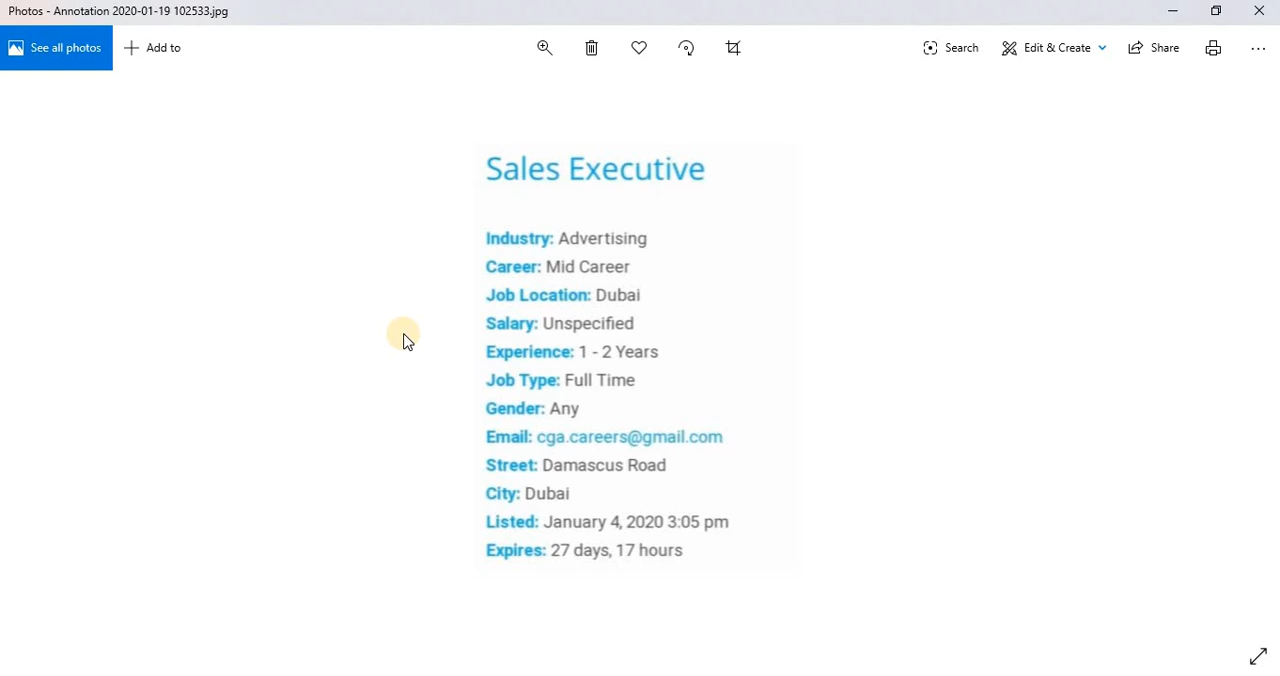 Photos - Annotation 2020-01-19 102533.jpg
See all photos
Add to
Search
Edit & Create
Share
Sales Executive
Industry: Advertising
Career: Mid Career
Job Location: Dubai
Salary: Unspecified
Experience: 1 - 2 Years
Job Type: Full Time
Gender: Any
Email: cga.careers@gmail.com
Street: Damascus Road
City: Dubai
Listed: January 4, 2020 3:05 pm
Expires: 27 days, 17 hours